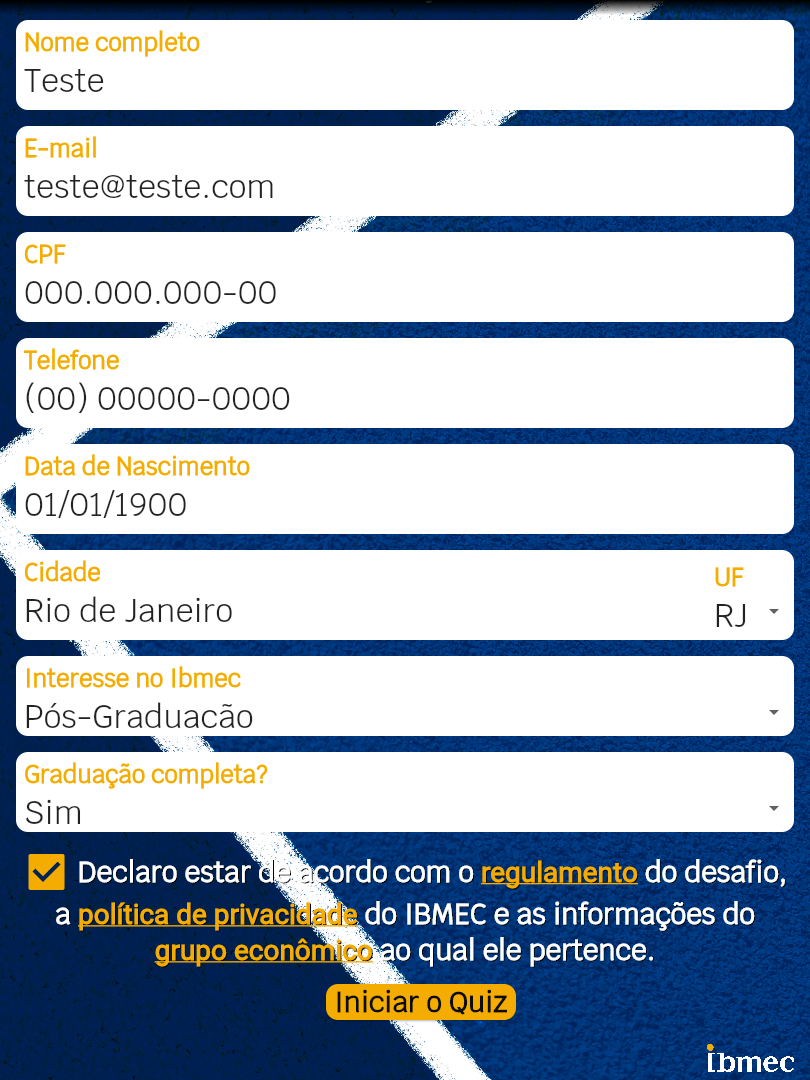 Nome completo
Teste
E-mail
teste@teste.com
CPF
000.000.000-00
Telefone
(00) 00000-0000
Data de Nascimento
01/01/1900
Cidade
Rio de Janeiro
UF
RJ
Interesse no Ibmec
Pós-Graduacão
Graduação completa?
Sim
Declaro estar de acordo com o regulamento do desafio,
a política de privacidade do IBMEC e as informações do
grupo econômico ao qual ele pertence.
Iniciar o Quiz
ibmec